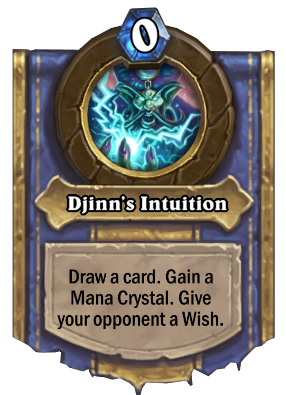 0
Djinn's Intuition
Draw a card. Gain a
Mana Crystal. Give
your opponent a Wish.